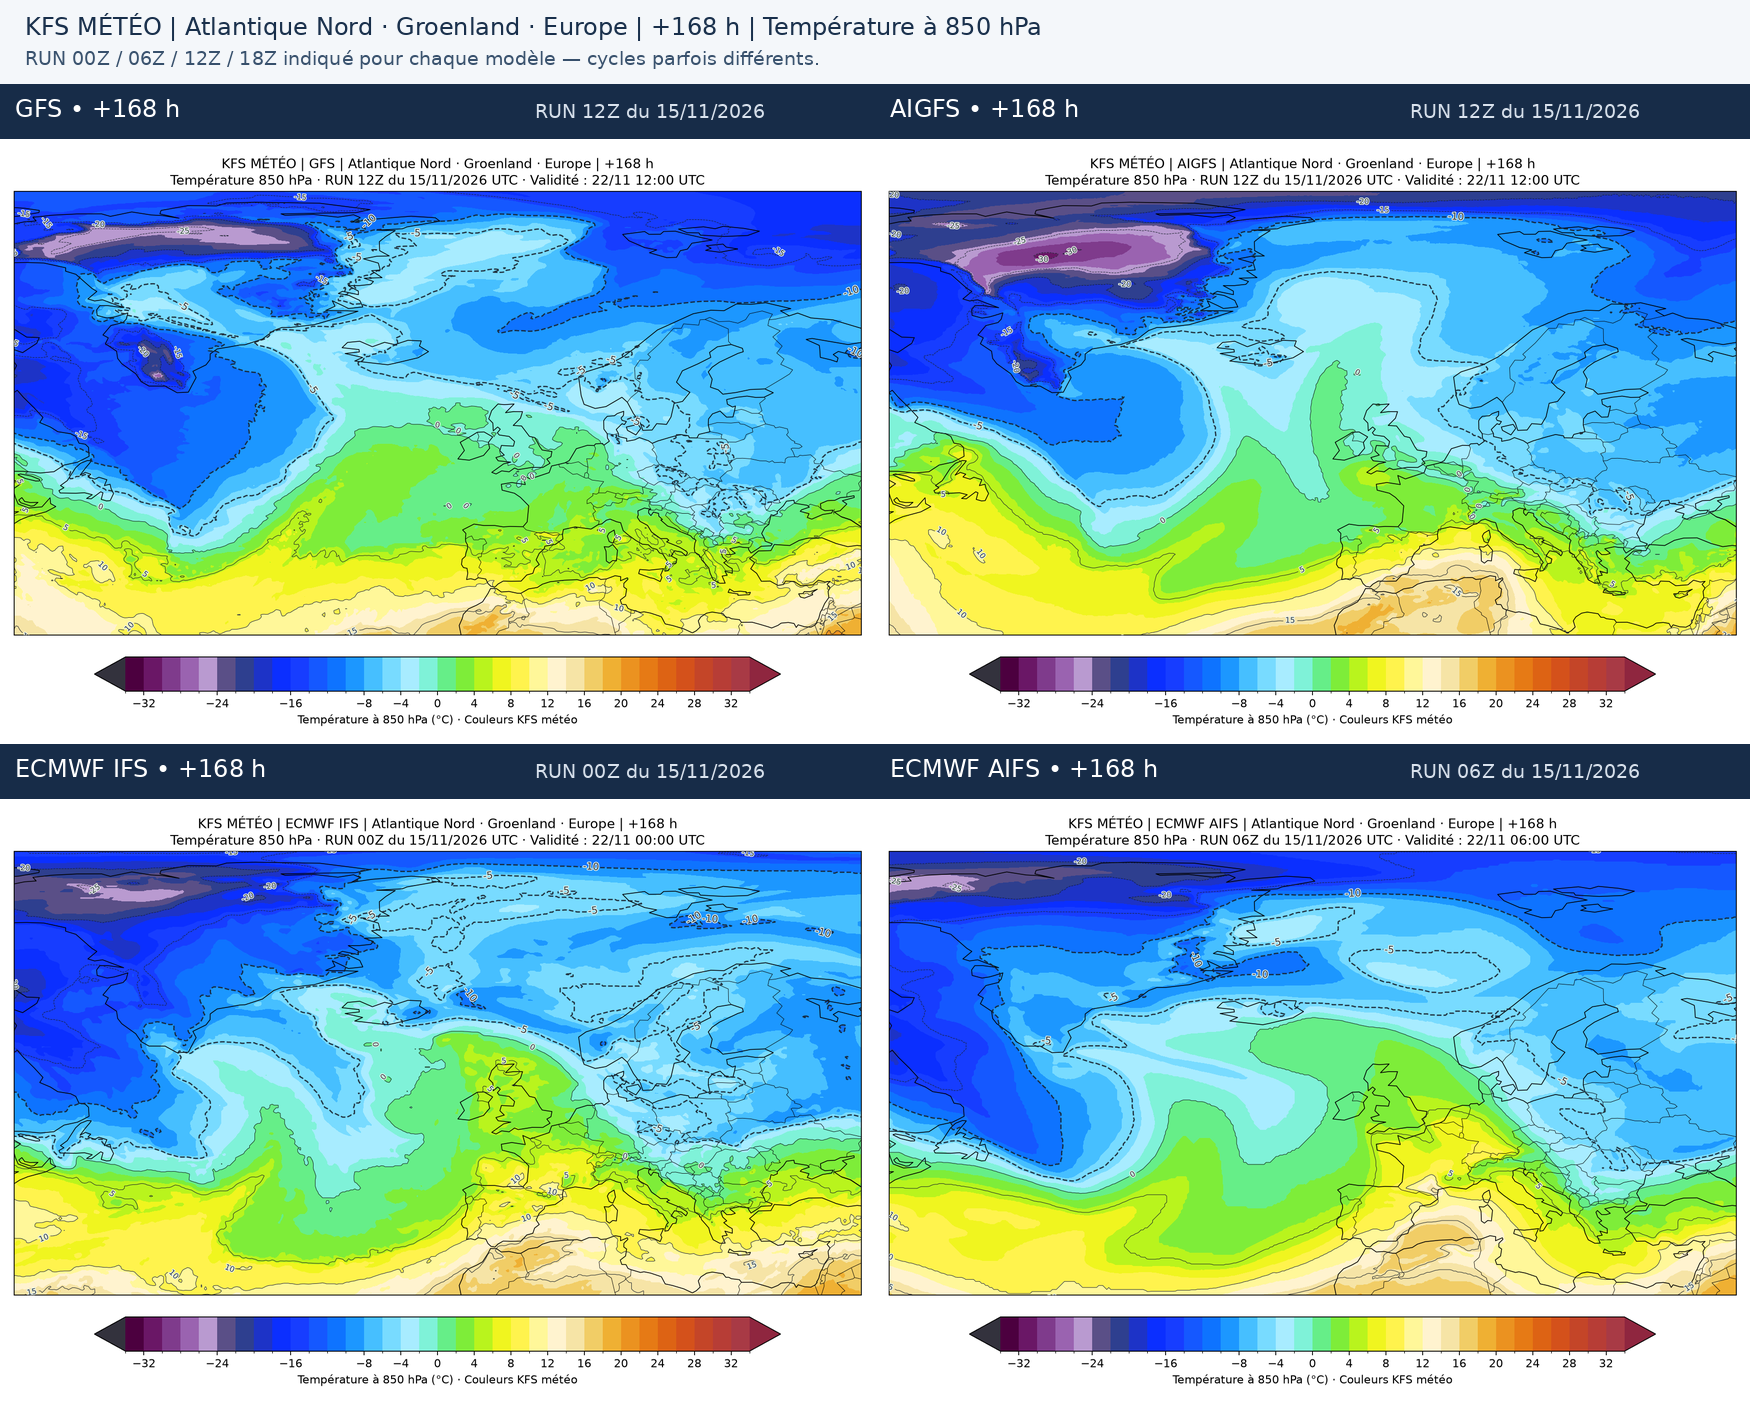 KFS MÉTÉO | Atlantique Nord · Groenland · Europe | +168 h | Température à 850 hPa
RUN 00Z / 06Z / 12Z / 18Z indiqué pour chaque modèle — cycles parfois différents.
GFS • +168 h
RUN 12Z du 15/11/2026
KFS MÉTÉO | GFS | Atlantique Nord · Groenland · Europe | +168 h
Température 850 hPa · RUN 12Z du 15/11/2026 UTC · Validité : 22/11 12:00 UTC
−32 −24 −16 −8 −4 0 4 8 12 16 20 24 28 32
Température à 850 hPa (°C) · Couleurs KFS météo
AIGFS • +168 h
RUN 12Z du 15/11/2026
KFS MÉTÉO | AIGFS | Atlantique Nord · Groenland · Europe | +168 h
Température 850 hPa · RUN 12Z du 15/11/2026 UTC · Validité : 22/11 12:00 UTC
−32 −24 −16 −8 −4 0 4 8 12 16 20 24 28 32
Température à 850 hPa (°C) · Couleurs KFS météo
ECMWF IFS • +168 h
RUN 00Z du 15/11/2026
KFS MÉTÉO | ECMWF IFS | Atlantique Nord · Groenland · Europe | +168 h
Température 850 hPa · RUN 00Z du 15/11/2026 UTC · Validité : 22/11 00:00 UTC
−32 −24 −16 −8 −4 0 4 8 12 16 20 24 28 32
Température à 850 hPa (°C) · Couleurs KFS météo
ECMWF AIFS • +168 h
RUN 06Z du 15/11/2026
KFS MÉTÉO | ECMWF AIFS | Atlantique Nord · Groenland · Europe | +168 h
Température 850 hPa · RUN 06Z du 15/11/2026 UTC · Validité : 22/11 06:00 UTC
−32 −24 −16 −8 −4 0 4 8 12 16 20 24 28 32
Température à 850 hPa (°C) · Couleurs KFS météo